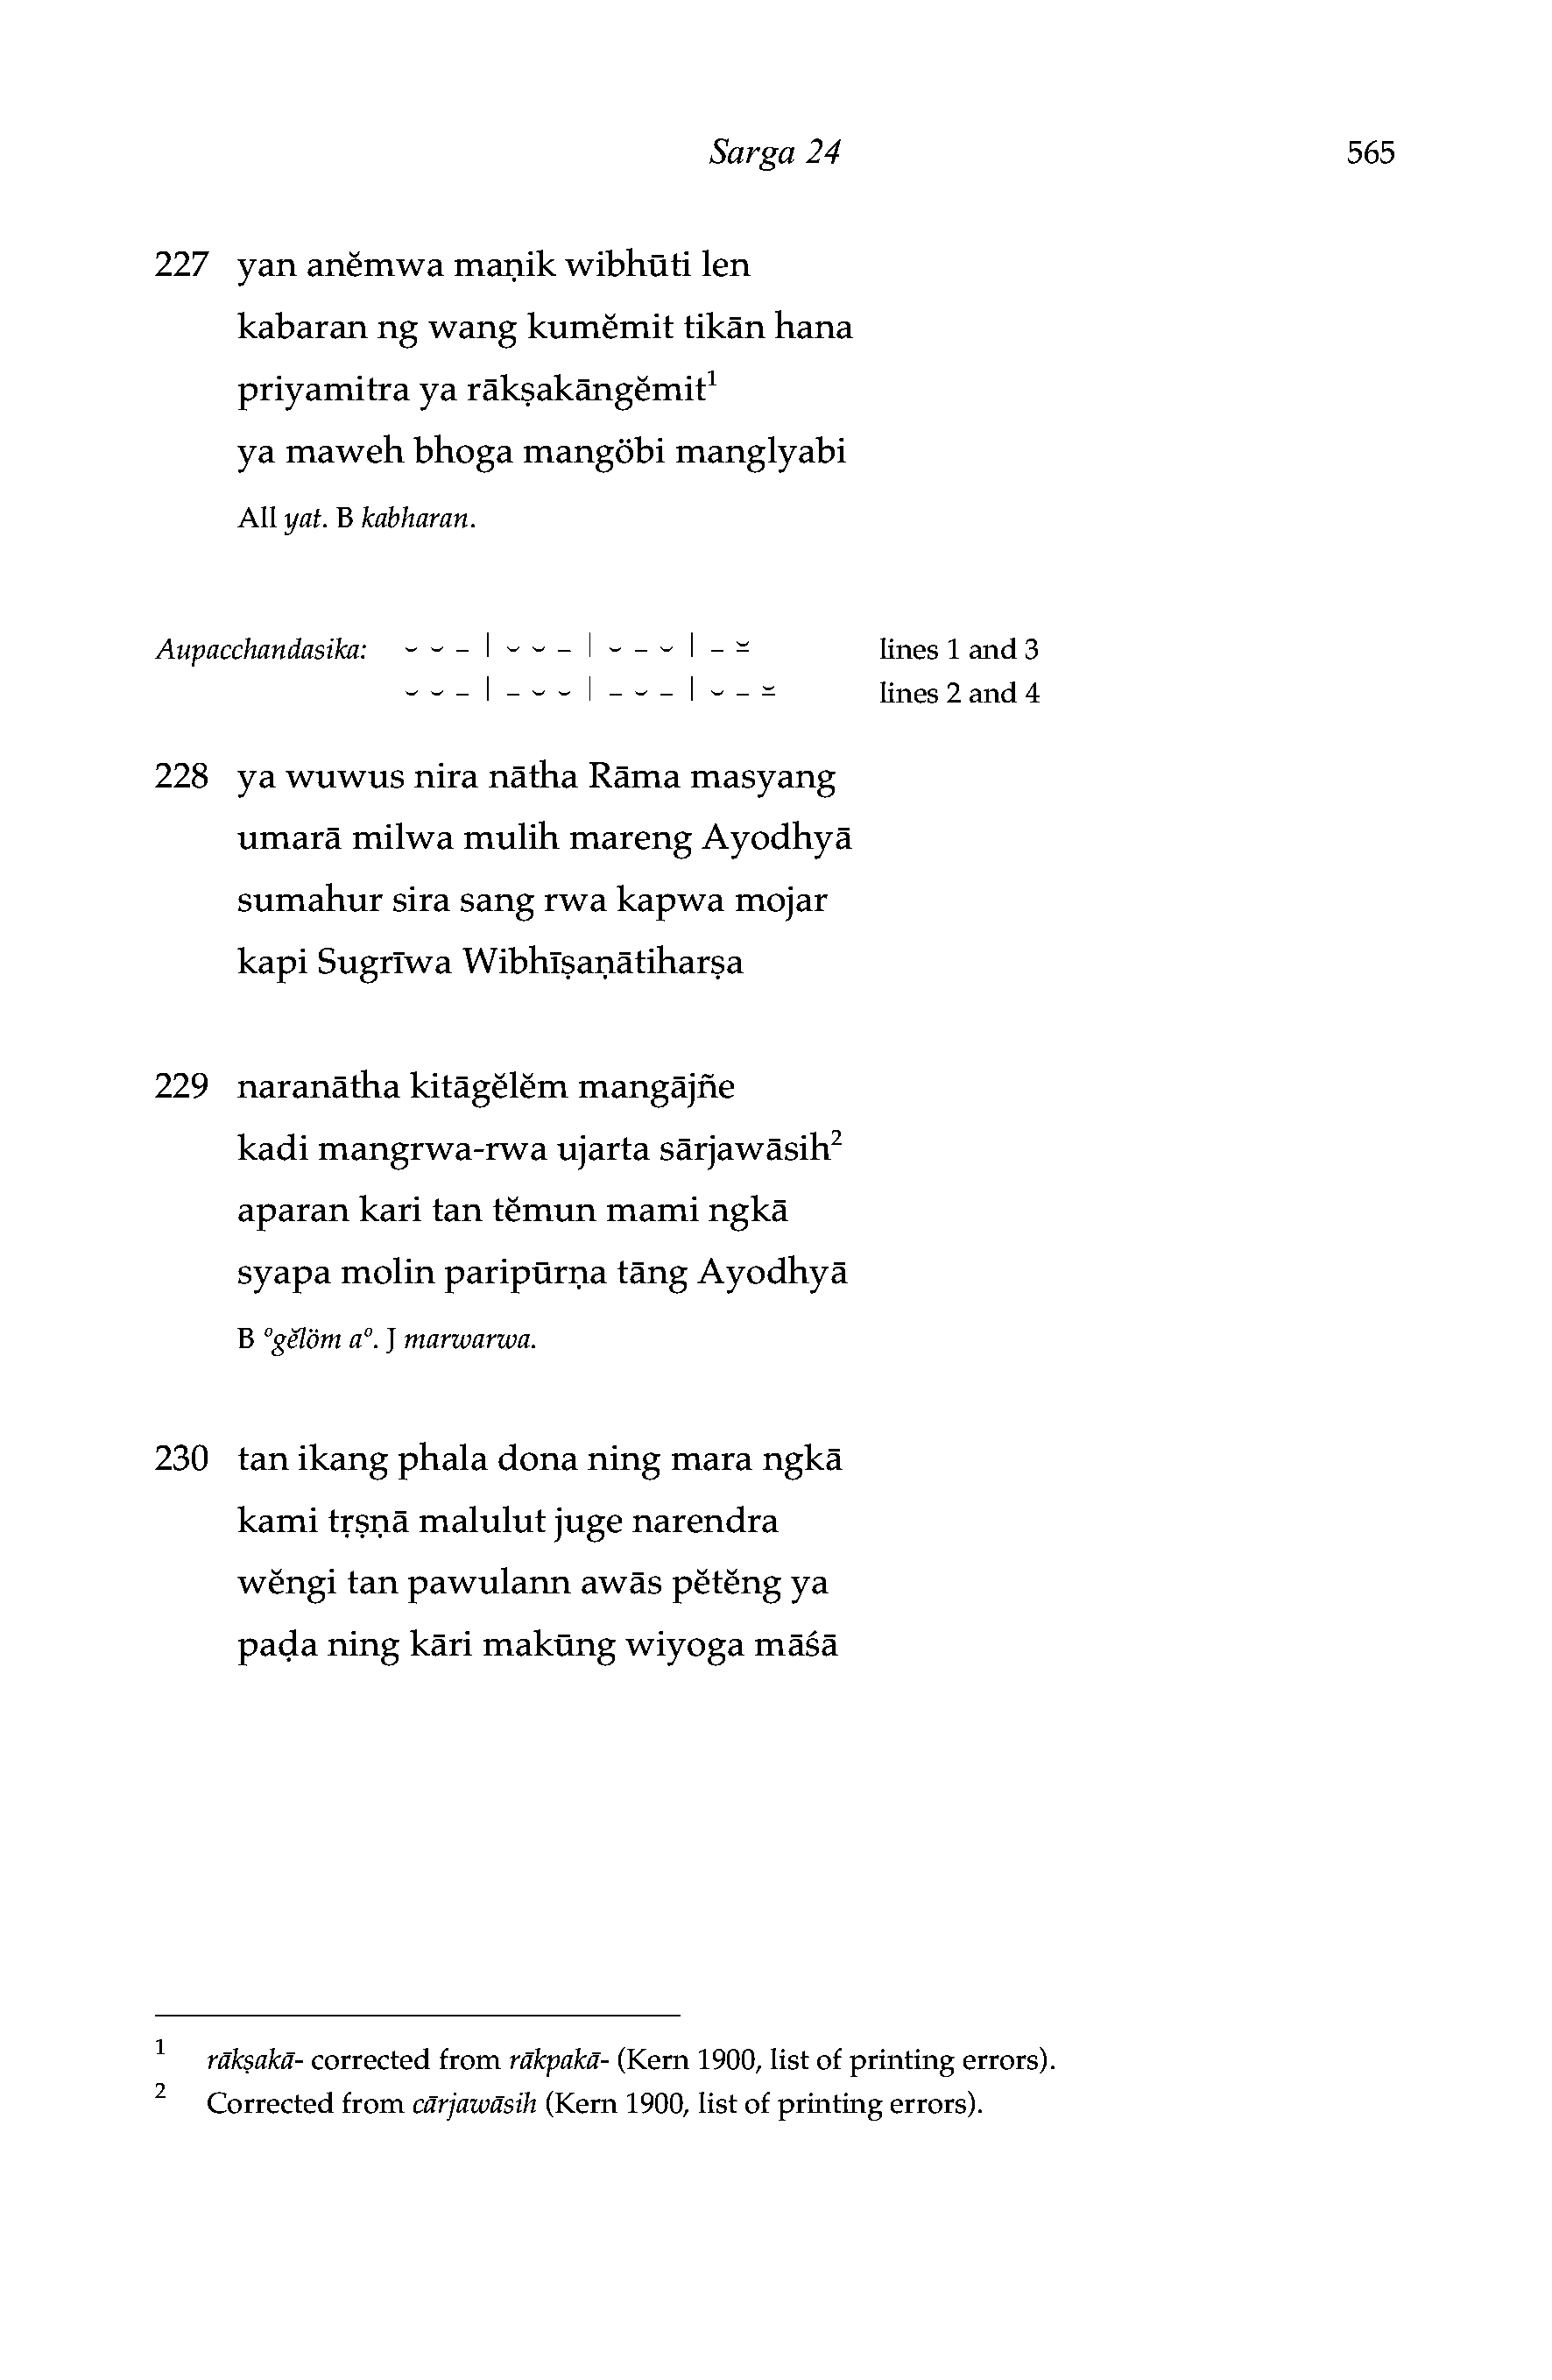 Sarga 24 565
227 yan anĕmwa maṇik wibhūti len
kabaran ng wang kumĕmit tikān hana
priyamitra ya rākṣakāngĕmit¹
ya maweh bhoga mangöbi manglyabi
All yat. B kabharan.
Aupacchandasika: ⏑ ⏑ – | ⏑ ⏑ – | ⏑ – ⏑ | – ⏓ lines 1 and 3
⏑ ⏑ – | – ⏑ ⏑ | – ⏑ – | ⏑ – ⏓ lines 2 and 4
228 ya wuwus nira nātha Rāma masyang
umarā milwa mulih mareng Ayodhyā
sumahur sira sang rwa kapwa mojar
kapi Sugrīwa Wibhīṣaṇātiharṣa
229 naranātha kitāgĕlĕm mangājñe
kadi mangrwa-rwa ujarta sārjawāsih²
aparan kari tan tĕmun mami ngkā
syapa molin paripūrṇa tāng Ayodhyā
B °gĕlöm a°. J marwarwa.
230 tan ikang phala dona ning mara ngkā
kami tṛṣṇā malulut juge narendra
wĕngi tan pawulann awās pĕtĕng ya
paḍa ning kāri makūng wiyoga māśā
¹ rākṣakā- corrected from rākpakā- (Kern 1900, list of printing errors).
² Corrected from cārjawāsih (Kern 1900, list of printing errors).